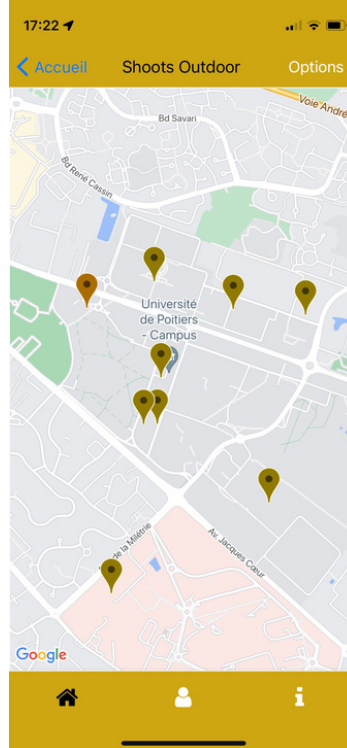 17:22
Accueil Shoots Outdoor Options
Voie André
Bd Savari
Bd René Cassin
Université
de Poitiers
- Campus
de la Milétrie
Av. Jacques Cœur
Google